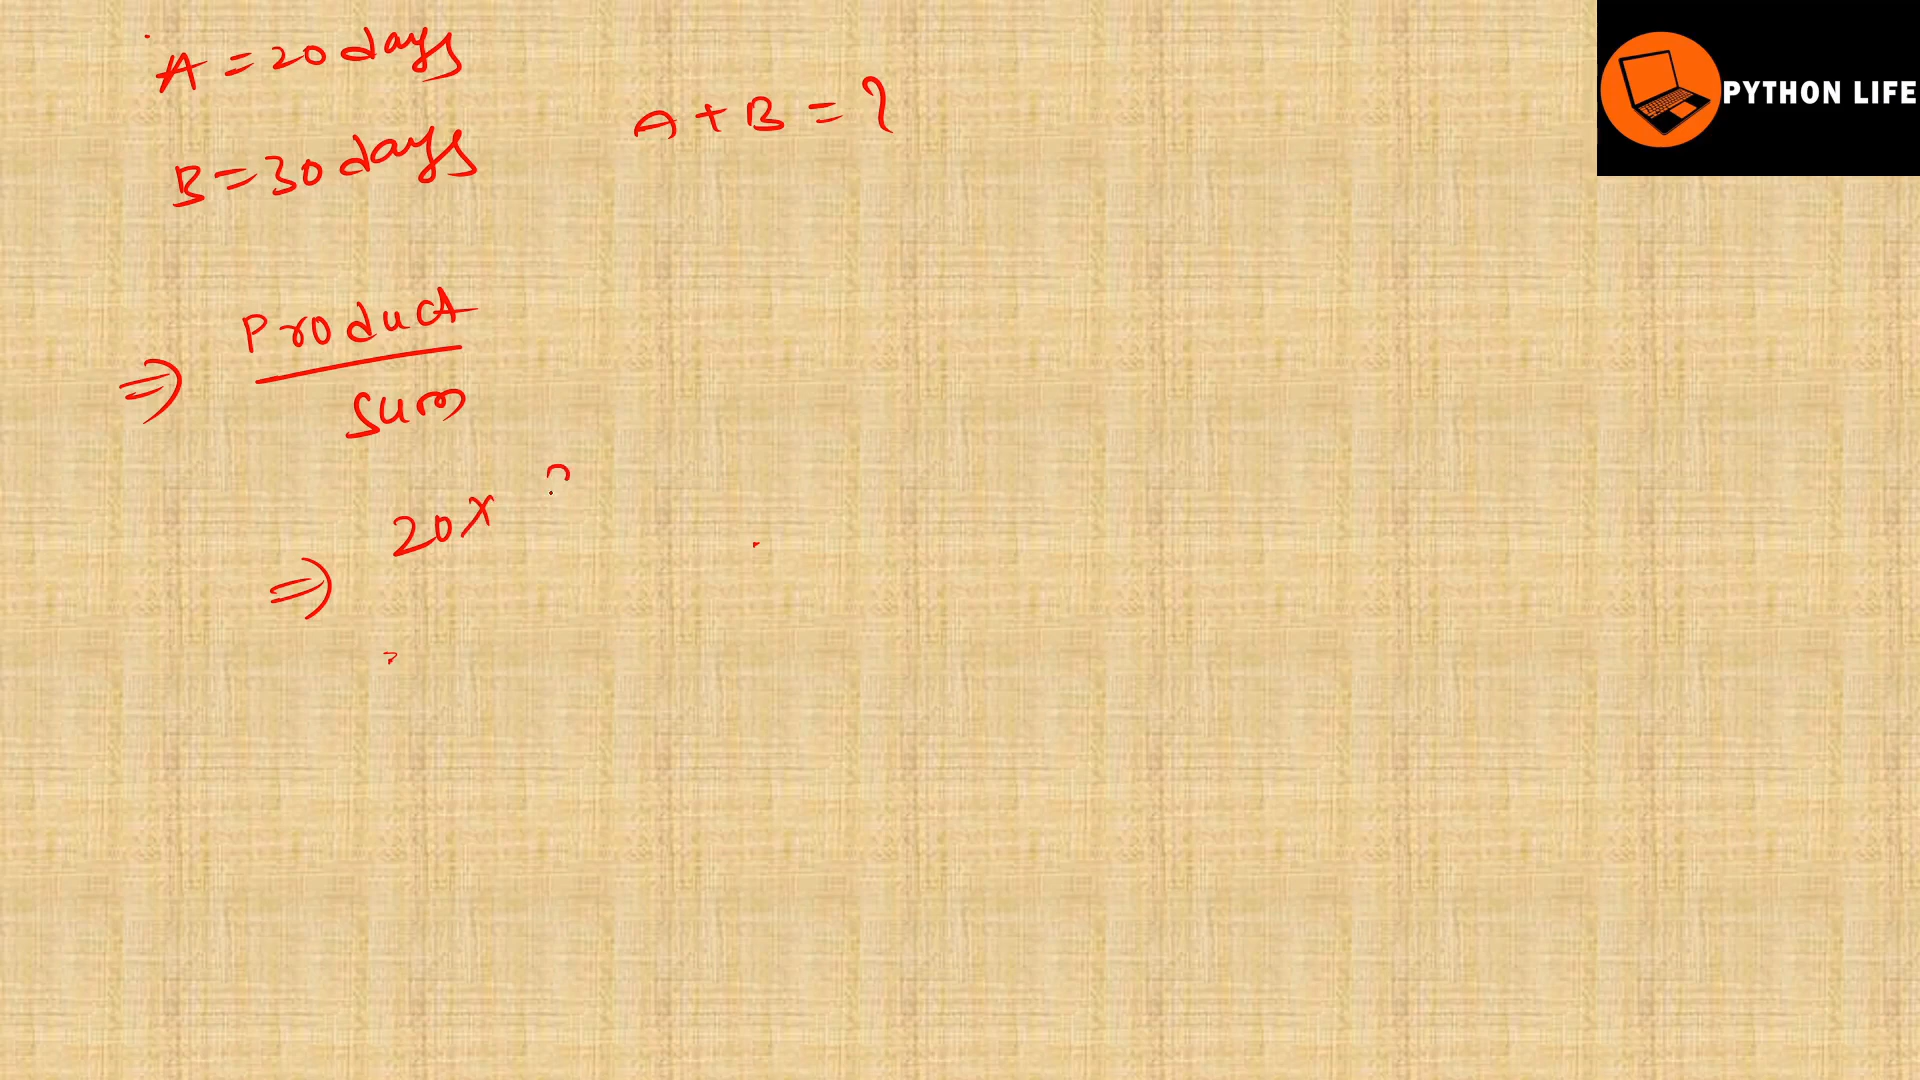 A = 20 days
A + B = ?
B = 30 days
PYTHON LIFE
⇒ Product
Sum
⇒ 20 x